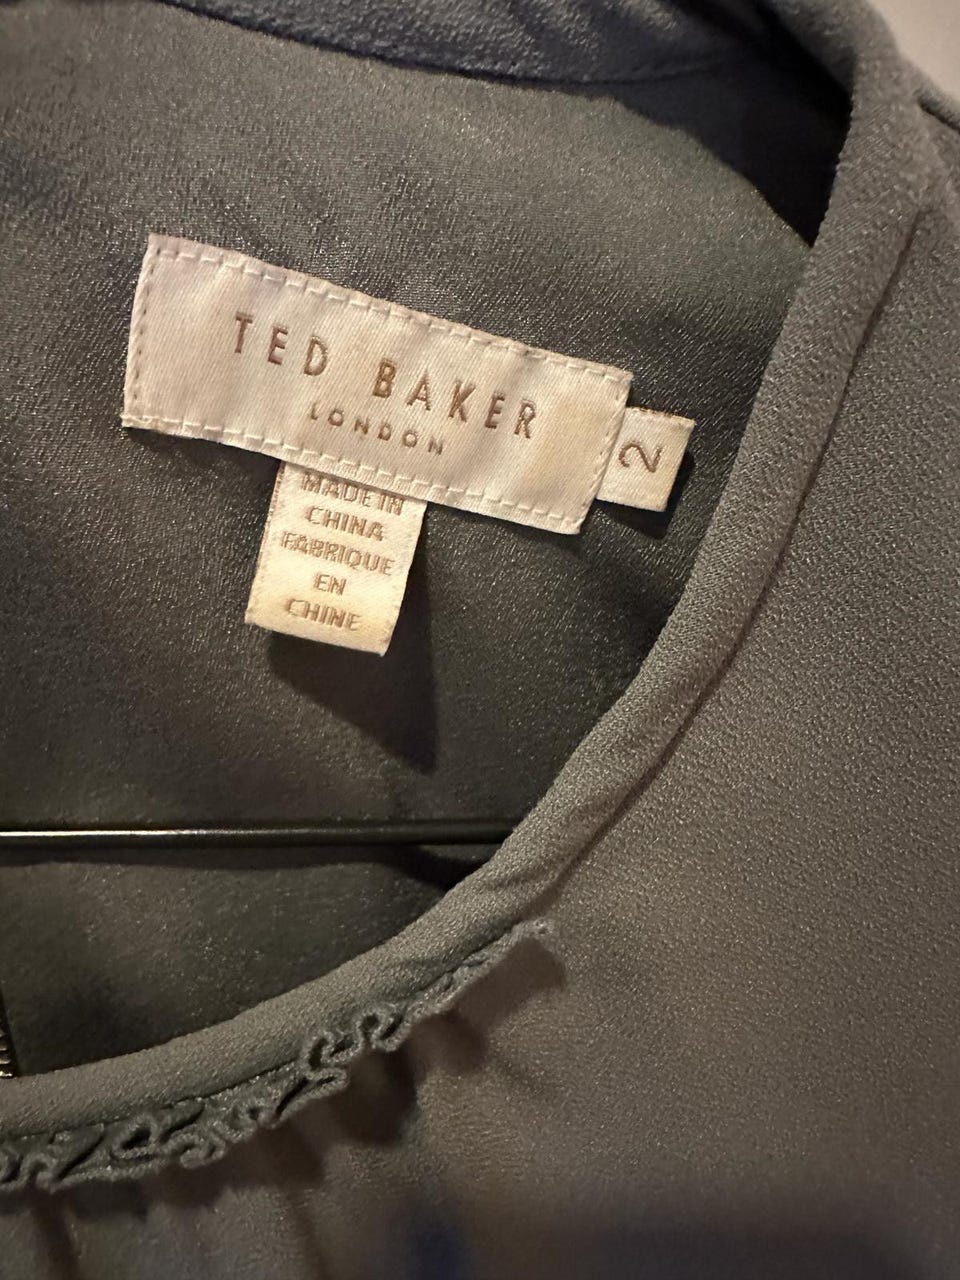 TED BAKER
LONDON
2
MADE IN
CHINA
FABRIQUE
EN
CHINE